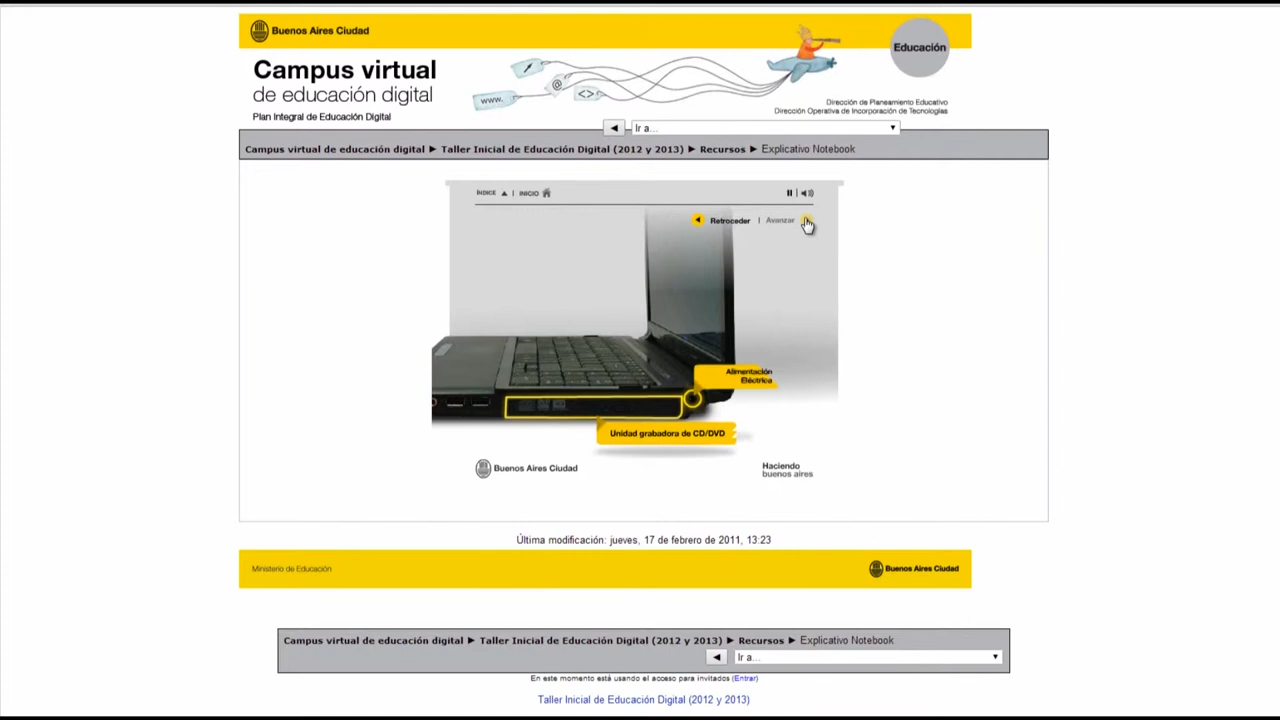 Buenos Aires Ciudad
Educación
Campus virtual
de educación digital
Plan Integral de Educación Digital
www.
@
<>
Dirección de Planeamiento Educativo
Dirección Operativa de Incorporación de Tecnologías
◄ Ir a...
Campus virtual de educación digital ► Taller Inicial de Educación Digital (2012 y 2013) ► Recursos ► Explicativo Notebook
INDICE ▲ | INICIO
Retroceder | Avanzar
Alimentación
Eléctrica
Unidad grabadora de CD/DVD
Buenos Aires Ciudad
Haciendo
buenos aires
Última modificación: jueves, 17 de febrero de 2011, 13:23
Ministerio de Educación
Buenos Aires Ciudad
Campus virtual de educación digital ► Taller Inicial de Educación Digital (2012 y 2013) ► Recursos ► Explicativo Notebook
◄ Ir a...
En este momento está usando el acceso para invitados (Entrar)
Taller Inicial de Educación Digital (2012 y 2013)